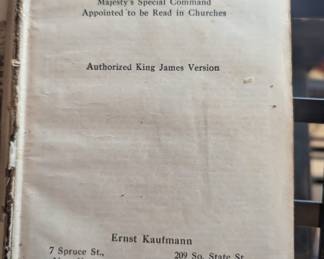 Majesty's Special Command
Appointed to be Read in Churches
Authorized King James Version
Ernst Kaufmann
7 Spruce St., 209 So. State St